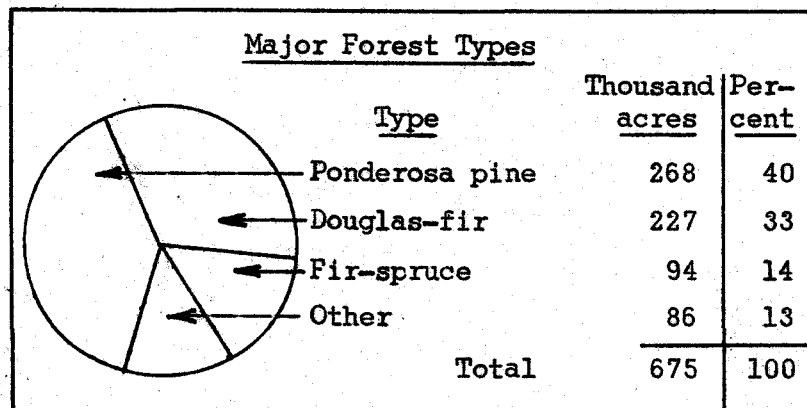 Major Forest Types
Thousand Per-
Type acres cent
Ponderosa pine 268 40
Douglas-fir 227 33
Fir-spruce 94 14
Other 86 13
Total 675 100